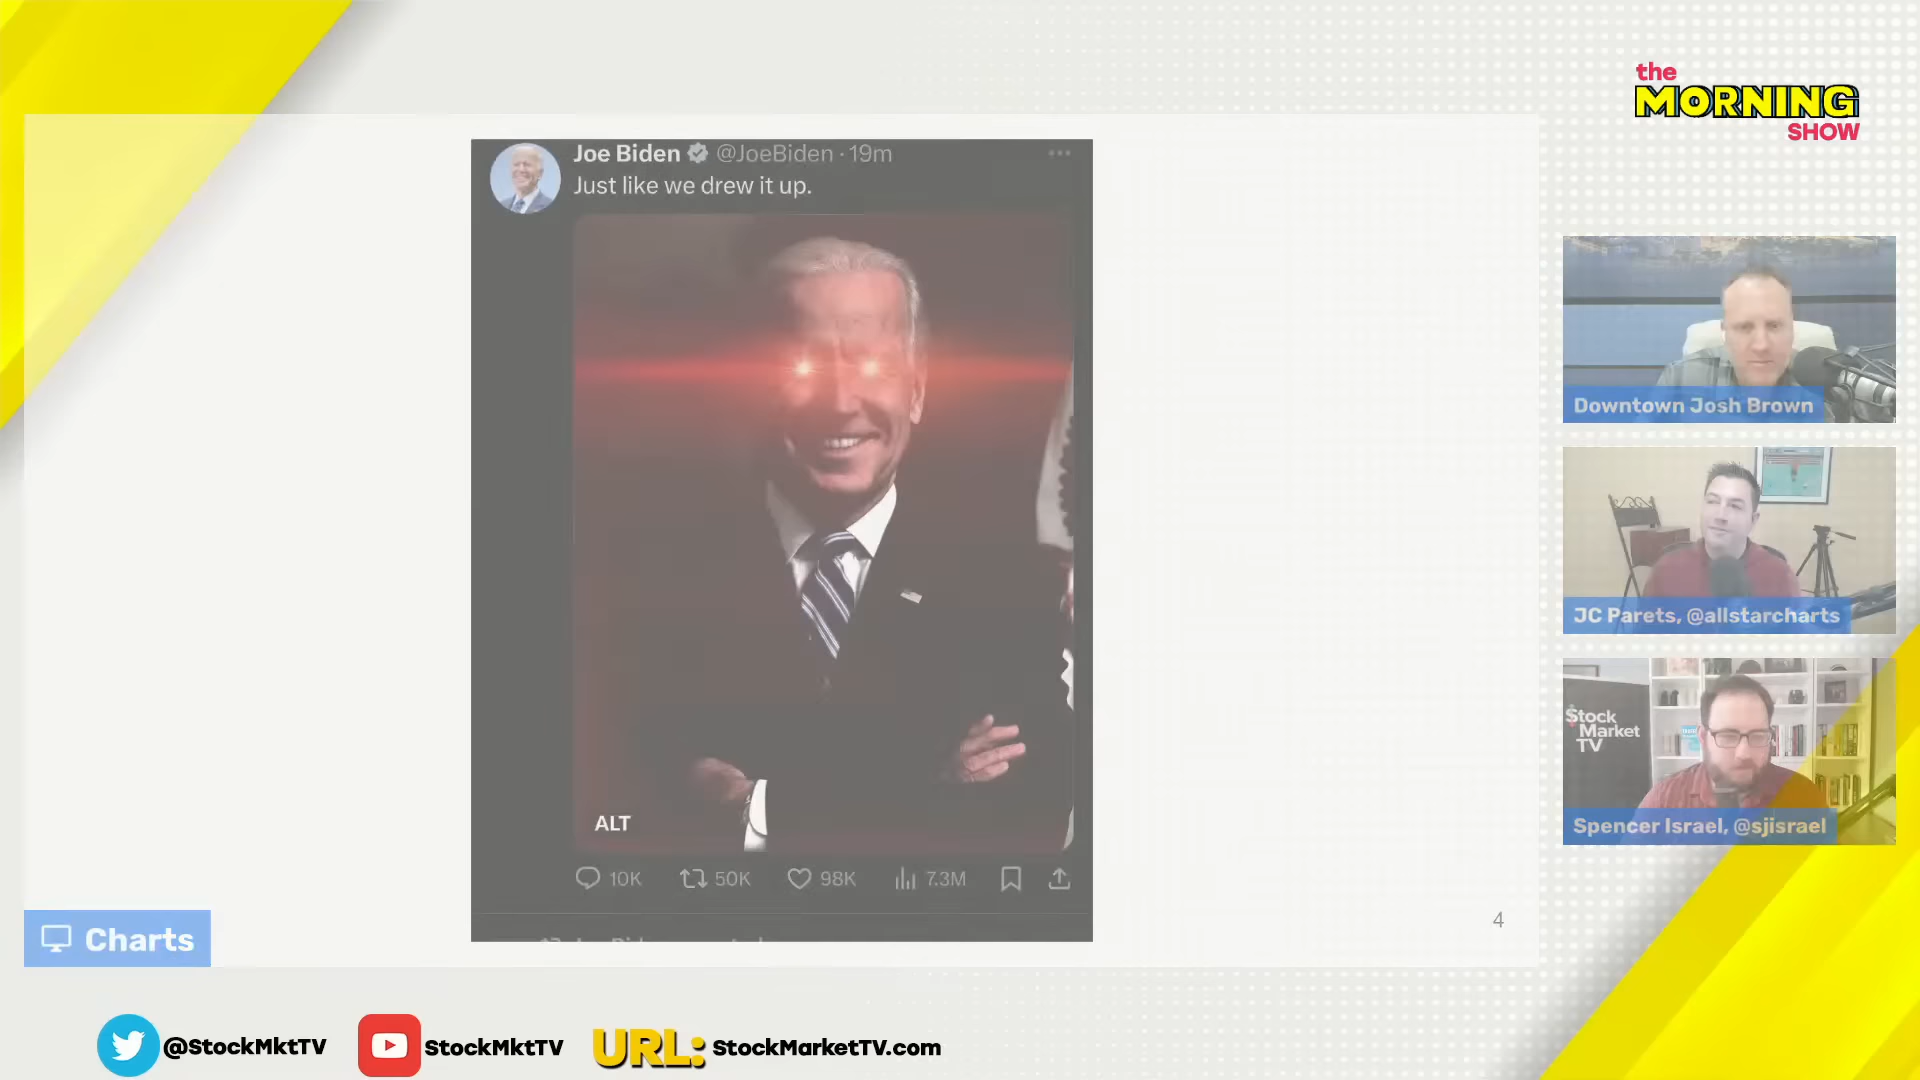 the
MORNING
SHOW
Joe Biden @JoeBiden · 19m
Just like we drew it up.
ALT
10K 50K 98K 7.3M
4
Charts
Downtown Josh Brown
JC Parets, @allstarcharts
Stock
Market
TV
Spencer Israel, @sjisrael
@StockMktTV StockMktTV URL: StockMarketTV.com